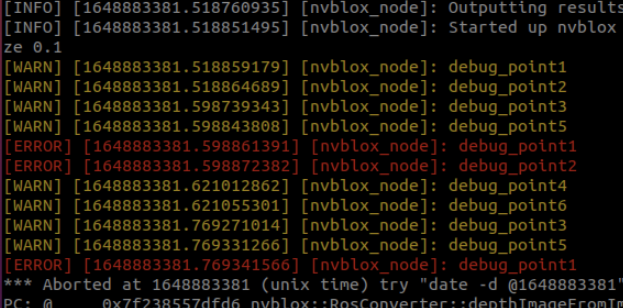 [INFO] [1648883381.518760935] [nvblox_node]: Outputting results
[INFO] [1648883381.518851495] [nvblox_node]: Started up nvblox
ze 0.1
[WARN] [1648883381.518859179] [nvblox_node]: debug_point1
[WARN] [1648883381.518864689] [nvblox_node]: debug_point2
[WARN] [1648883381.598739343] [nvblox_node]: debug_point3
[WARN] [1648883381.598843808] [nvblox_node]: debug_point5
[ERROR] [1648883381.598861391] [nvblox_node]: debug_point1
[ERROR] [1648883381.598872382] [nvblox_node]: debug_point2
[WARN] [1648883381.621012862] [nvblox_node]: debug_point4
[WARN] [1648883381.621055301] [nvblox_node]: debug_point6
[WARN] [1648883381.769271014] [nvblox_node]: debug_point3
[WARN] [1648883381.769331266] [nvblox_node]: debug_point5
[ERROR] [1648883381.769341566] [nvblox_node]: debug_point1
*** Aborted at 1648883381 (unix time) try "date -d @1648883381"
PC: @     0x7f238557dfd6 nvblox::RosConverter::depthImageFromIm